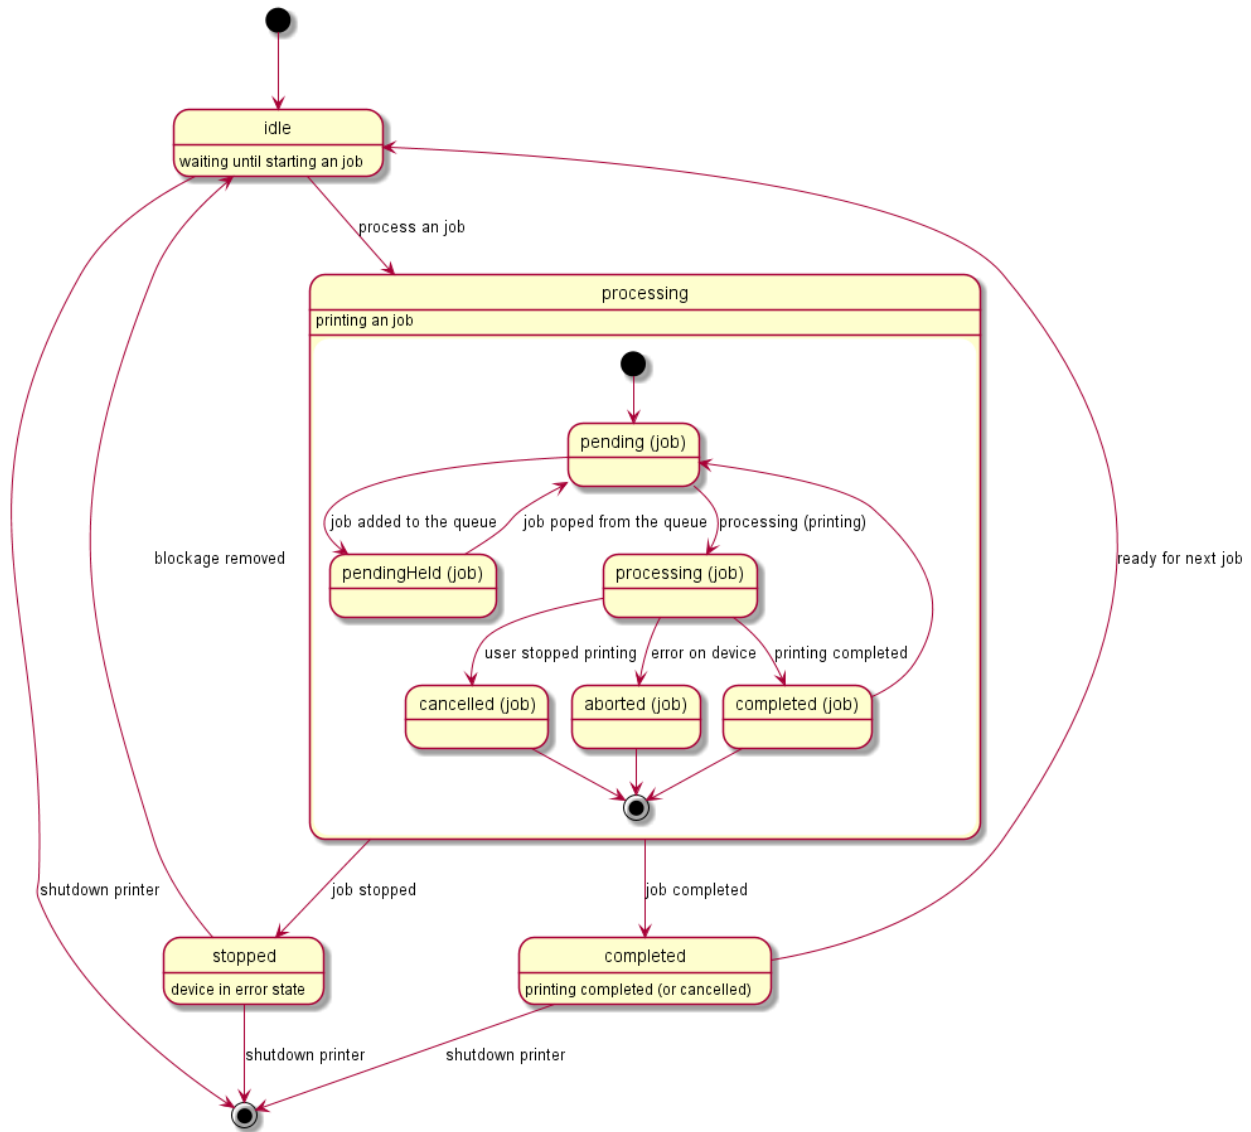 idle
waiting until starting an job
process an job
processing
printing an job
pending (job)
job added to the queue
job poped from the queue
processing (printing)
blockage removed
ready for next job
pendingHeld (job)
processing (job)
user stopped printing
error on device
printing completed
cancelled (job)
aborted (job)
completed (job)
shutdown printer
job stopped
job completed
stopped
device in error state
completed
printing completed (or cancelled)
shutdown printer
shutdown printer